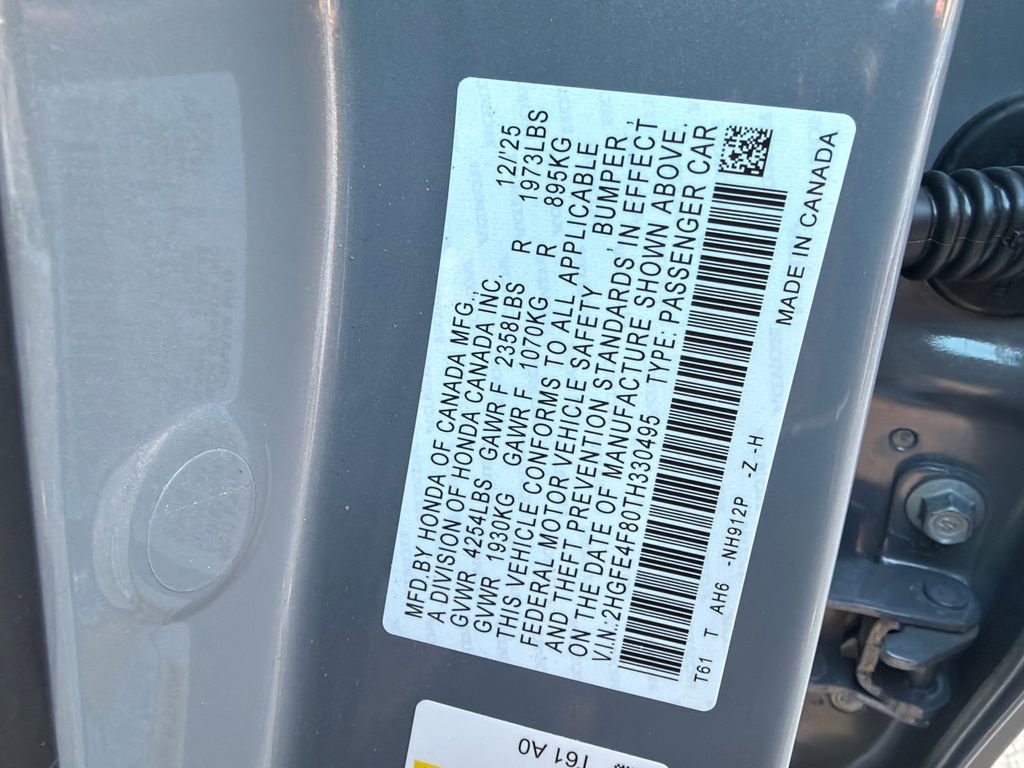 MFD.BY HONDA OF CANADA MFG., 12/25
A DIVISION OF HONDA CANADA INC.
GVWR 4254LBS GAWR F 2358LBS R 1973LBS
GVWR 1930KG GAWR F 1070KG R 895KG
THIS VEHICLE CONFORMS TO ALL APPLICABLE
FEDERAL MOTOR VEHICLE SAFETY , BUMPER ,
AND THEFT PREVENTION STANDARDS IN EFFECT
ON THE DATE OF MANUFACTURE SHOWN ABOVE.
V.I.N.:2HGFE4F80TH330495 TYPE: PASSENGER CAR
T61 T AH6 -NH912P -Z -H
MADE IN CANADA
T61 A0